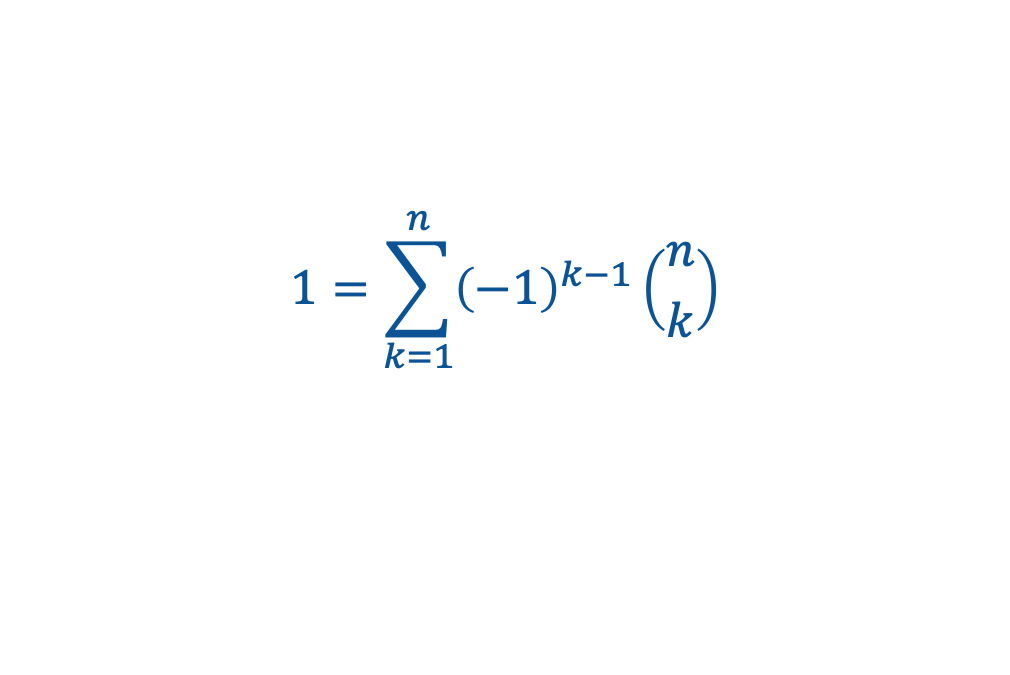 1 = \sum_{k=1}^{n} (-1)^{k-1} \binom{n}{k}